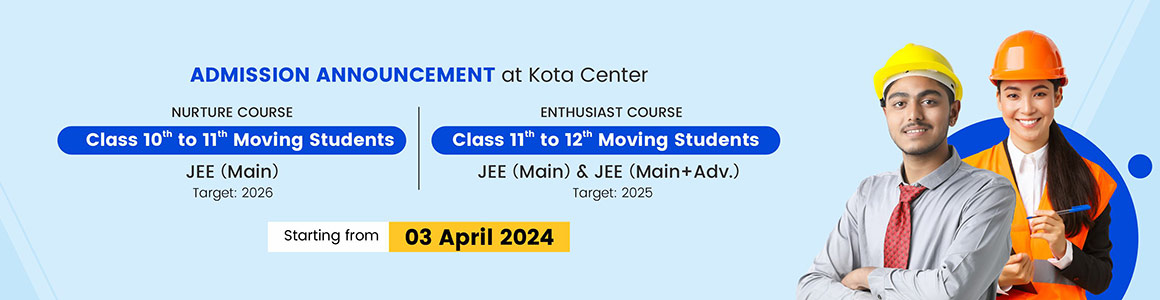 ADMISSION ANNOUNCEMENT at Kota Center
NURTURE COURSE
Class 10th to 11th Moving Students
JEE (Main)
Target: 2026
ENTHUSIAST COURSE
Class 11th to 12th Moving Students
JEE (Main) & JEE (Main+Adv.)
Target: 2025
Starting from 03 April 2024